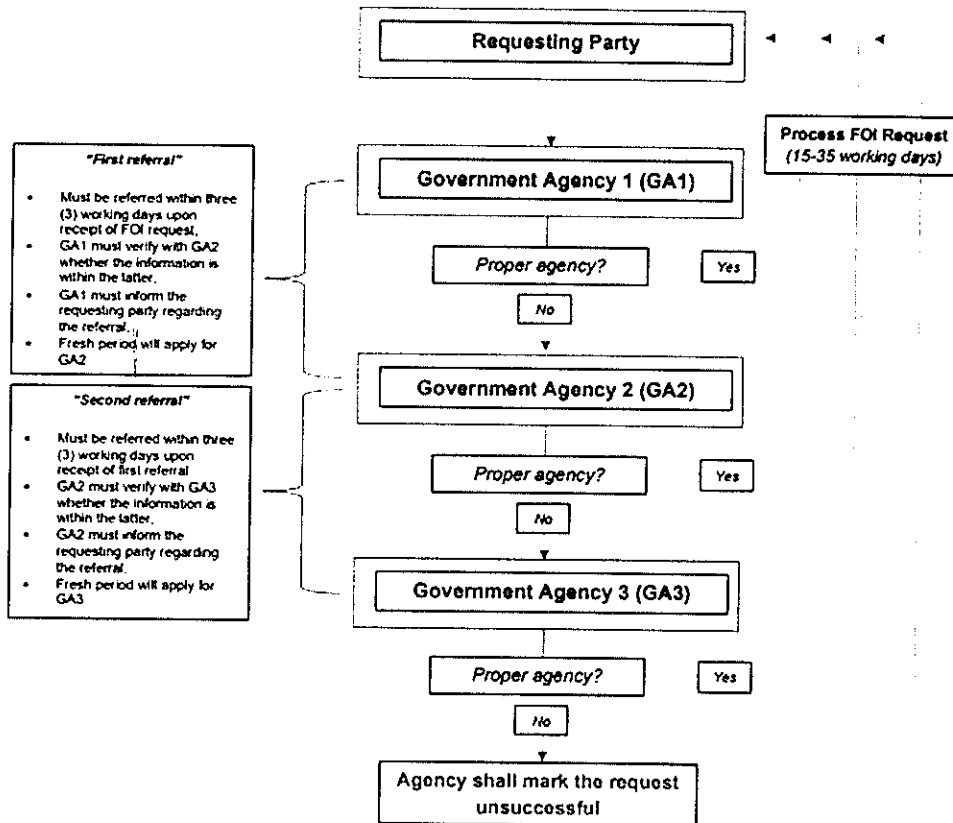 Requesting Party
Process FOI Request
(15-35 working days)
"First referral"
• Must be referred within three
(3) working days upon
receipt of FOI request,
• GA1 must verify with GA2
whether the information is
within the latter,
• GA1 must inform the
requesting party regarding
the referral,
• Fresh period will apply for
GA2
Government Agency 1 (GA1)
Proper agency?
Yes
No
Government Agency 2 (GA2)
"Second referral"
• Must be referred within three
(3) working days upon
receipt of first referral
• GA2 must verify with GA3
whether the information is
within the latter,
• GA2 must inform the
requesting party regarding
the referral.
• Fresh period will apply for
GA3
Proper agency?
Yes
No
Government Agency 3 (GA3)
Proper agency?
Yes
No
Agency shall mark the request
unsuccessful